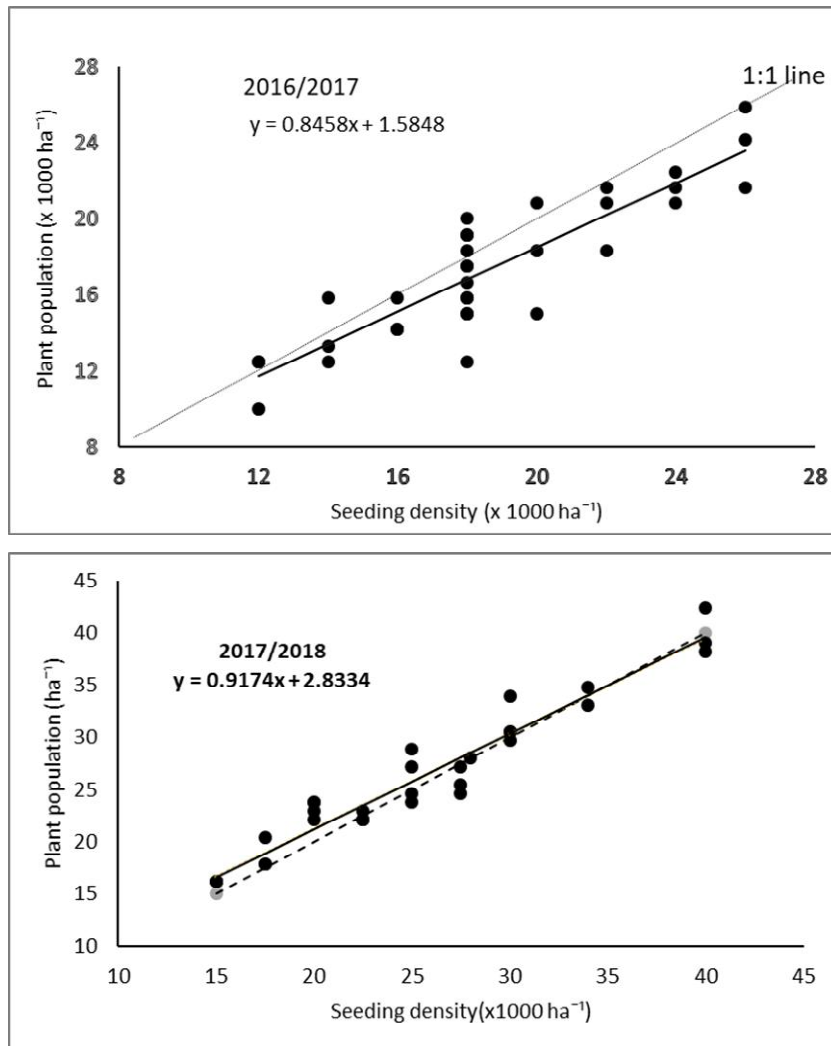 28
24
20
16
12
8
Plant population (x 1000 ha⁻¹)
2016/2017
y = 0.8458x + 1.5848
1:1 line
8 12 16 20 24 28
Seeding density (x 1000 ha⁻¹)
45
40
35
30
25
20
15
10
Plant population (ha⁻¹)
2017/2018
y = 0.9174x + 2.8334
10 15 20 25 30 35 40 45
Seeding density(x1000 ha⁻¹)